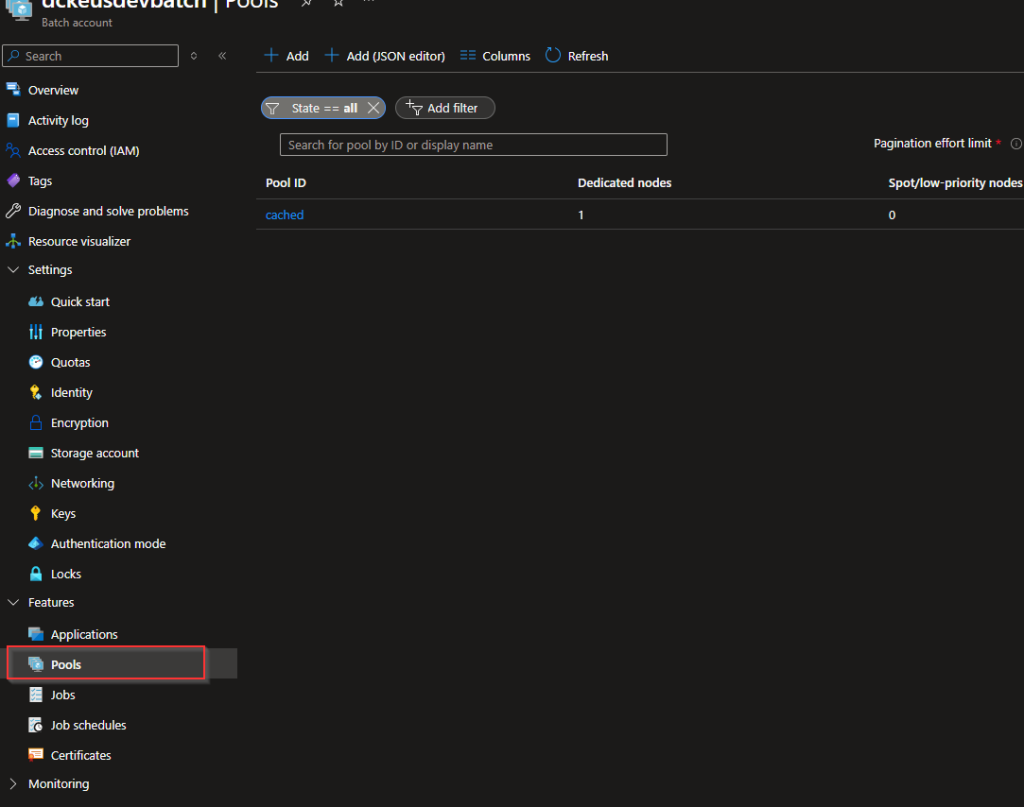 dckeusdevbatch | Pools
Batch account
Search
Add
Add (JSON editor)
Columns
Refresh
Overview
Activity log
Access control (IAM)
Tags
Diagnose and solve problems
Resource visualizer
Settings
Quick start
Properties
Quotas
Identity
Encryption
Storage account
Networking
Keys
Authentication mode
Locks
Features
Applications
Pools
Jobs
Job schedules
Certificates
Monitoring
State == all
Add filter
Search for pool by ID or display name
Pagination effort limit *
Pool ID Dedicated nodes Spot/low-priority nodes
cached 1 0